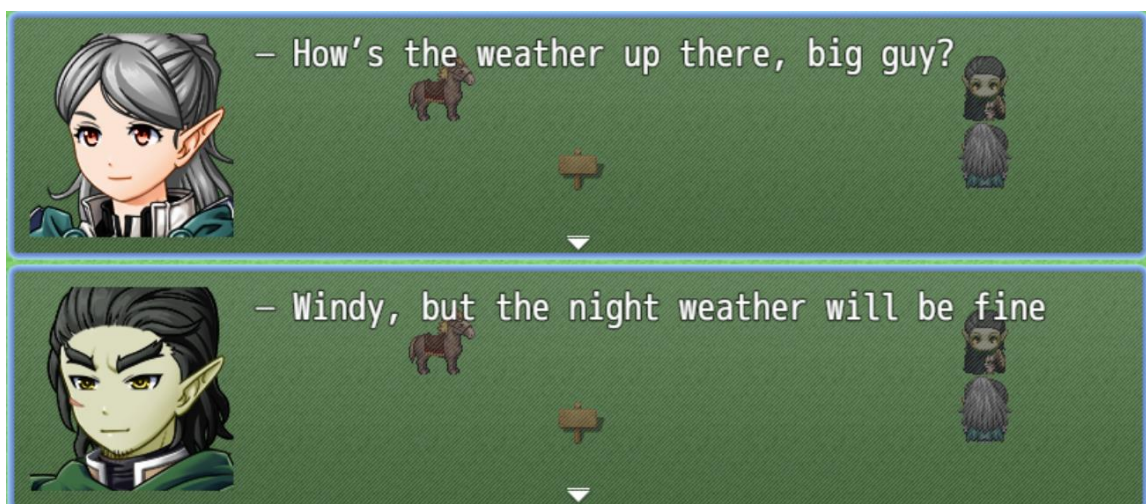 – How's the weather up there, big guy?
– Windy, but the night weather will be fine